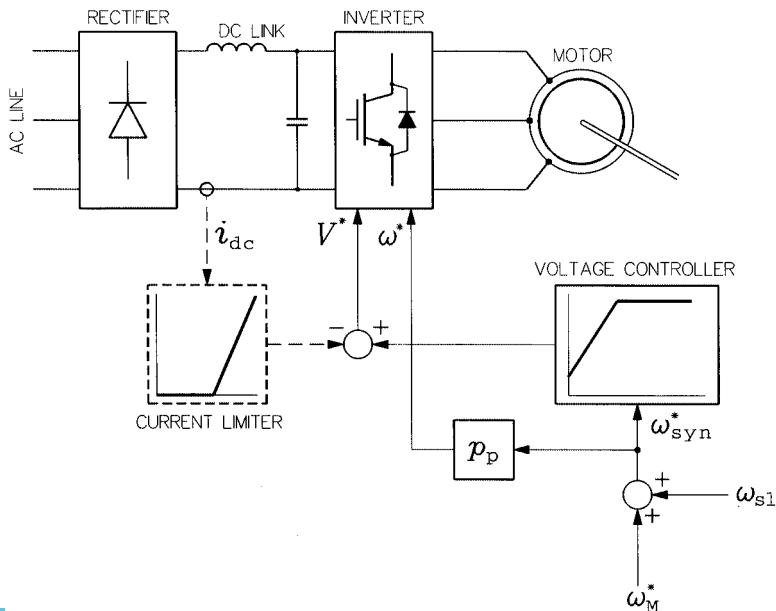 RECTIFIER
DC LINK
INVERTER
MOTOR
AC LINE
i_dc
V*
ω*
VOLTAGE CONTROLLER
−
+
CURRENT LIMITER
ω*_syn
p_p
+
+
ω_sl
ω*_M